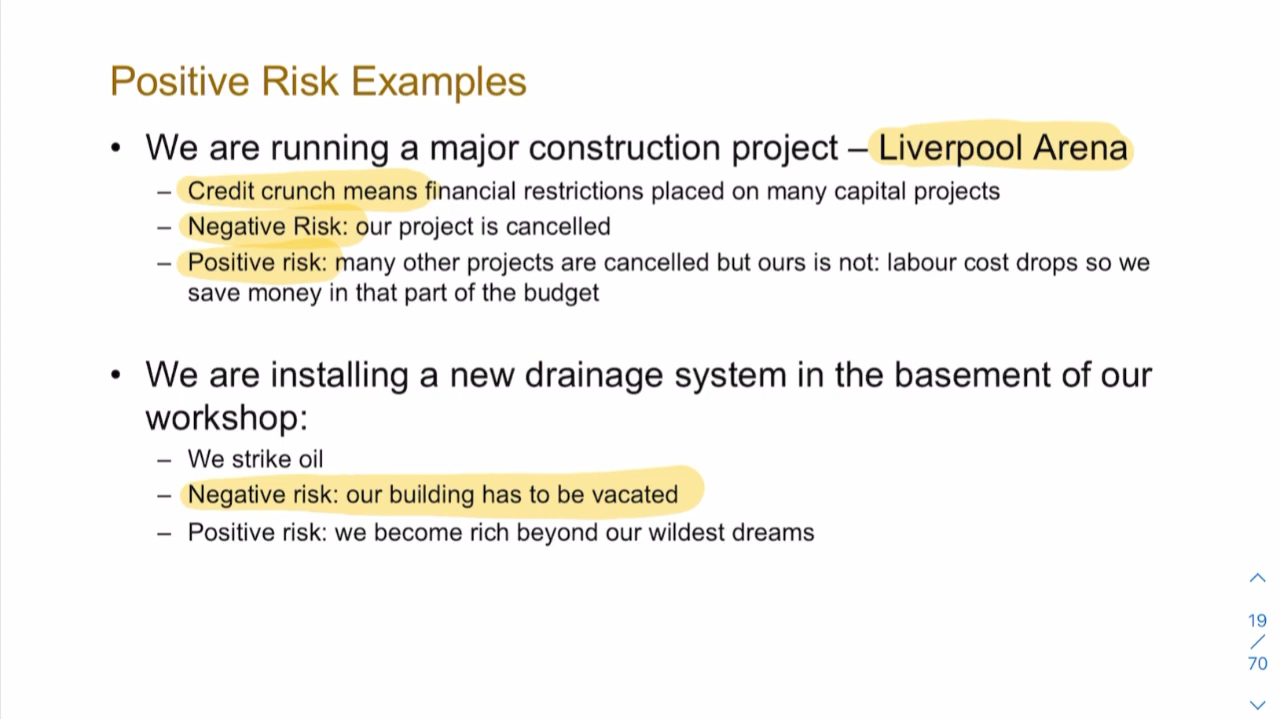 Positive Risk Examples
• We are running a major construction project – Liverpool Arena
– Credit crunch means financial restrictions placed on many capital projects
– Negative Risk: our project is cancelled
– Positive risk: many other projects are cancelled but ours is not: labour cost drops so we
save money in that part of the budget
• We are installing a new drainage system in the basement of our
workshop:
– We strike oil
– Negative risk: our building has to be vacated
– Positive risk: we become rich beyond our wildest dreams
19
/
70